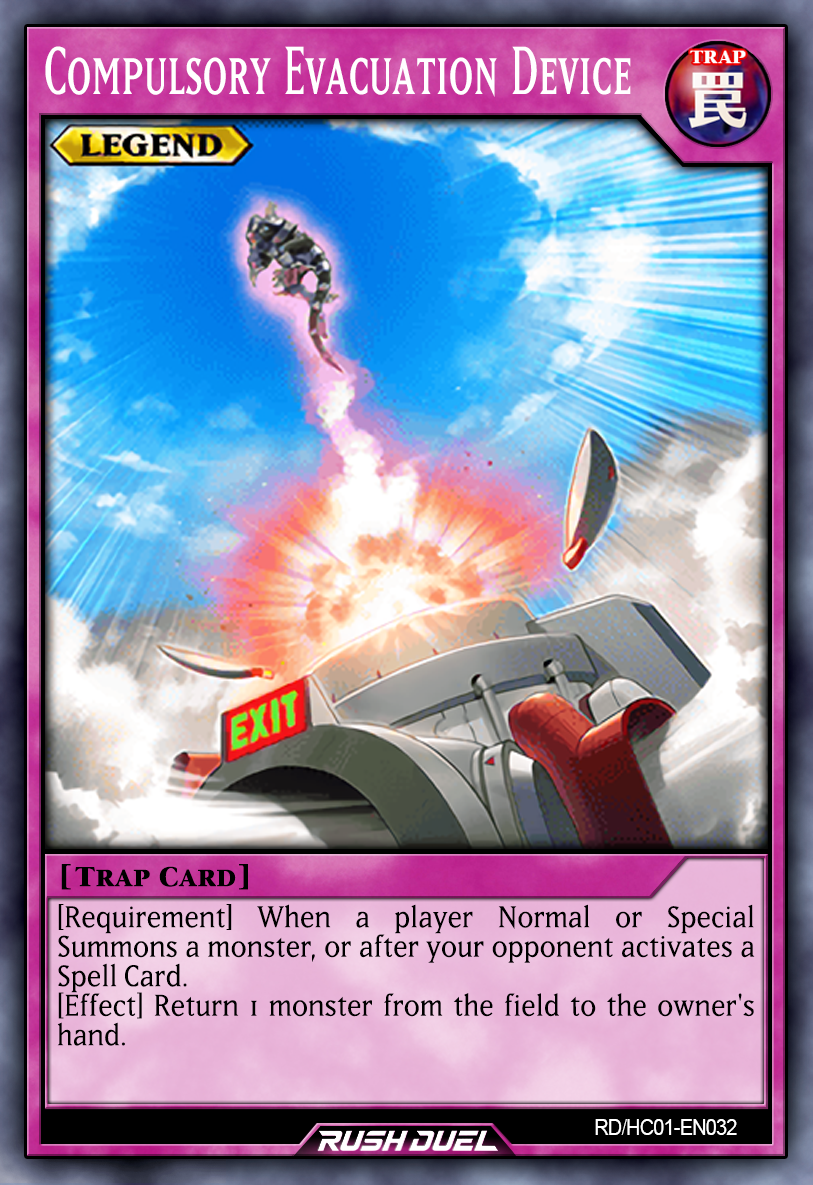 Compulsory Evacuation Device
TRAP
罠
LEGEND
EXIT
[Trap Card]
[Requirement] When a player Normal or Special
Summons a monster, or after your opponent activates a
Spell Card.
[Effect] Return 1 monster from the field to the owner's
hand.
RD/HC01-EN032
RUSH DUEL